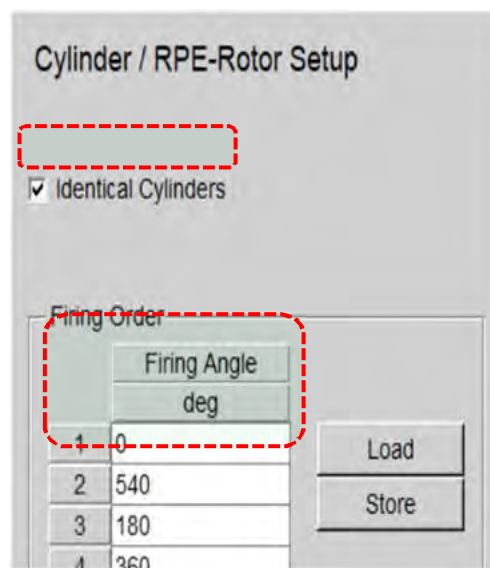 Cylinder / RPE-Rotor Setup
Identical Cylinders
Firing Order
Firing Angle
deg
1 0
2 540 Load
3 180 Store
4 360